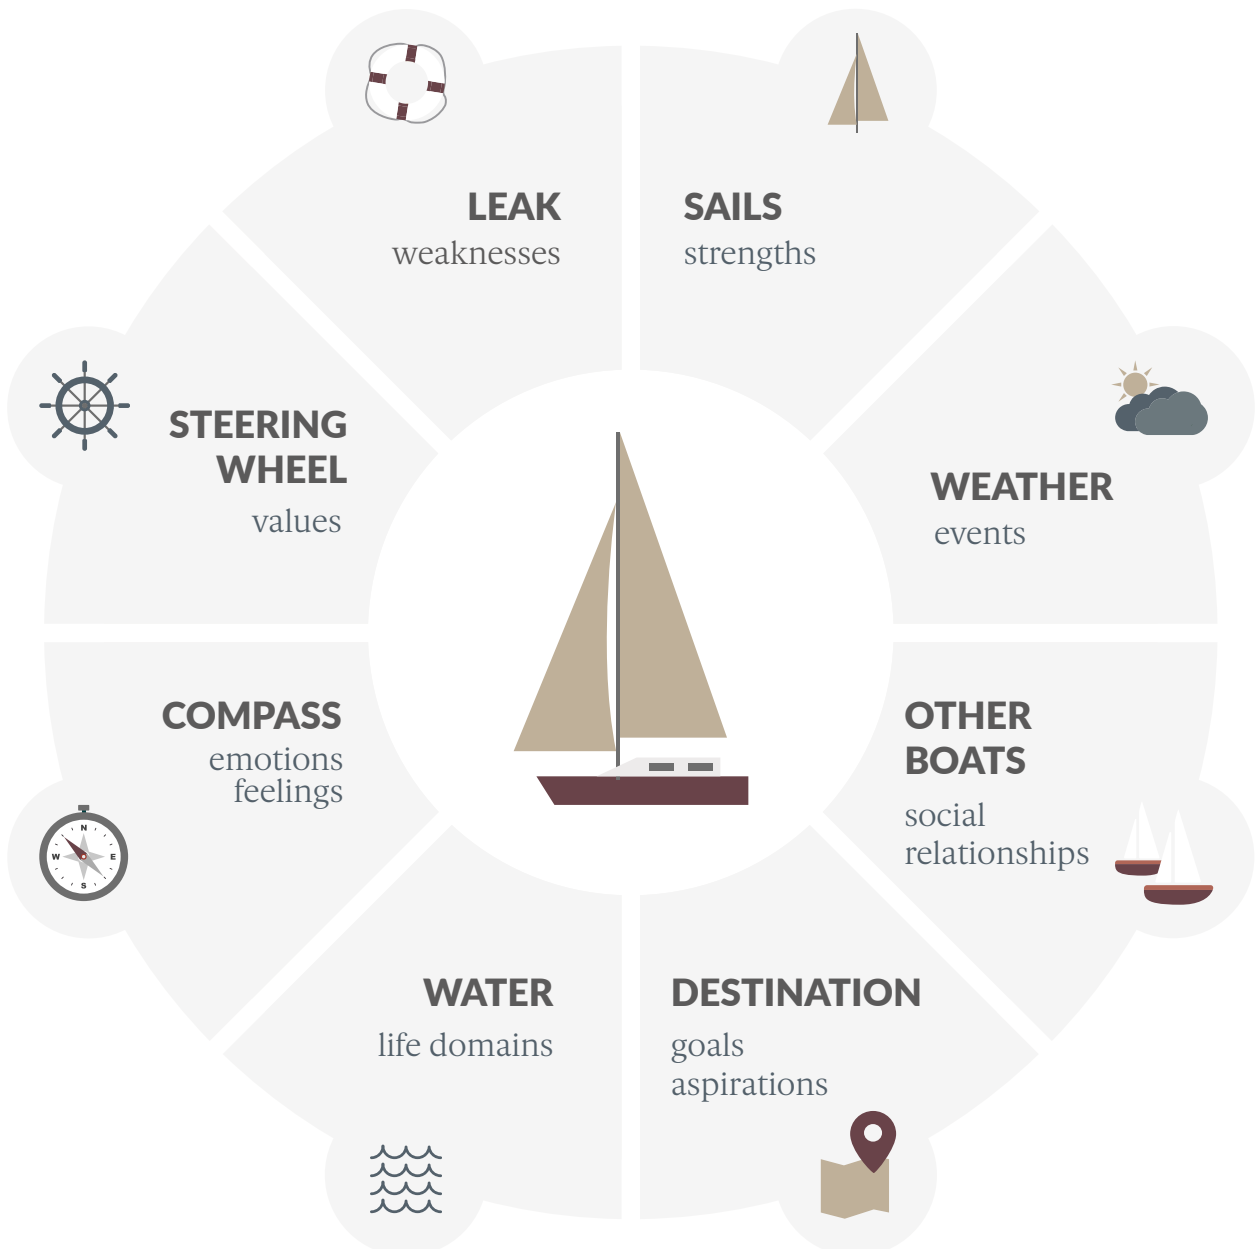 LEAK
weaknesses
SAILS
strengths
STEERING
WHEEL
values
WEATHER
events
COMPASS
emotions
feelings
N
W
E
S
OTHER
BOATS
social
relationships
WATER
life domains
DESTINATION
goals
aspirations